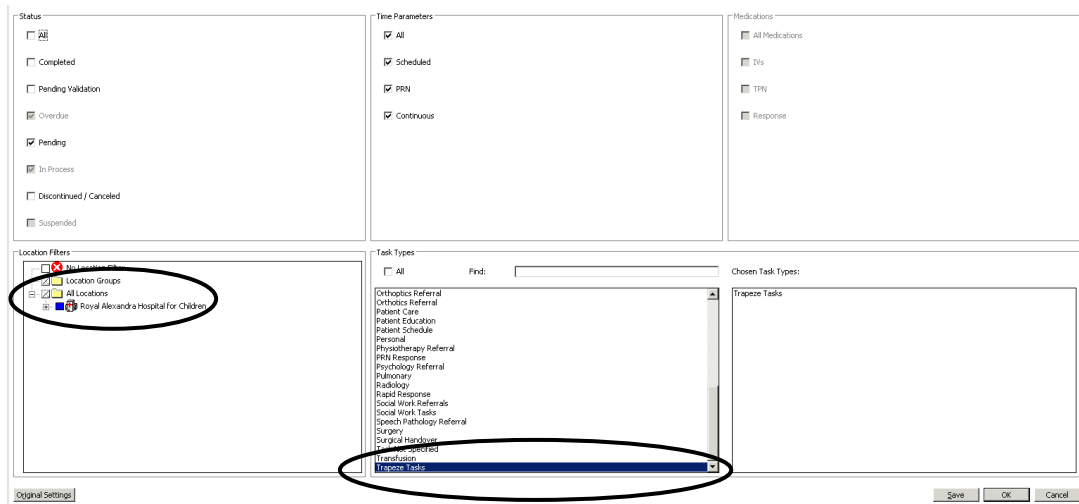 Status
All
Completed
Pending Validation
Overdue
Pending
In Process
Discontinued / Canceled
Suspended
Time Parameters
All
Scheduled
PRN
Continuous
Medications
All Medications
IVs
TPN
Response
Location Filters
No Location Filter
Location Groups
All Locations
Royal Alexandra Hospital for Children
Task Types
All
Find:
Chosen Task Types:
Orthoptics Referral
Orthotics Referral
Patient Care
Patient Education
Patient Schedule
Personal
Physiotherapy Referral
PRN Response
Psychology Referral
Pulmonary
Radiology
Rapid Response
Social Work Referrals
Social Work Tasks
Speech Pathology Referral
Surgery
Surgical Handover
Task Not Specified
Transfusion
Trapeze Tasks
Trapeze Tasks
Original Settings
Save
OK
Cancel